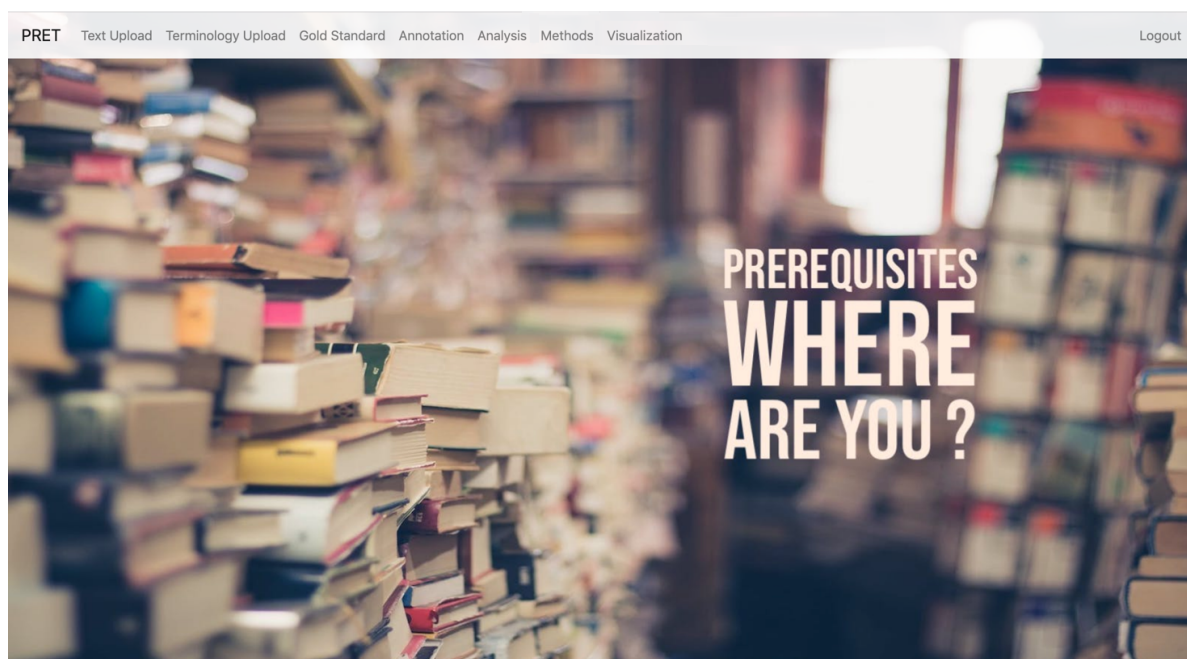 PRET Text Upload Terminology Upload Gold Standard Annotation Analysis Methods Visualization Logout
PREREQUISITES
WHERE
ARE YOU ?